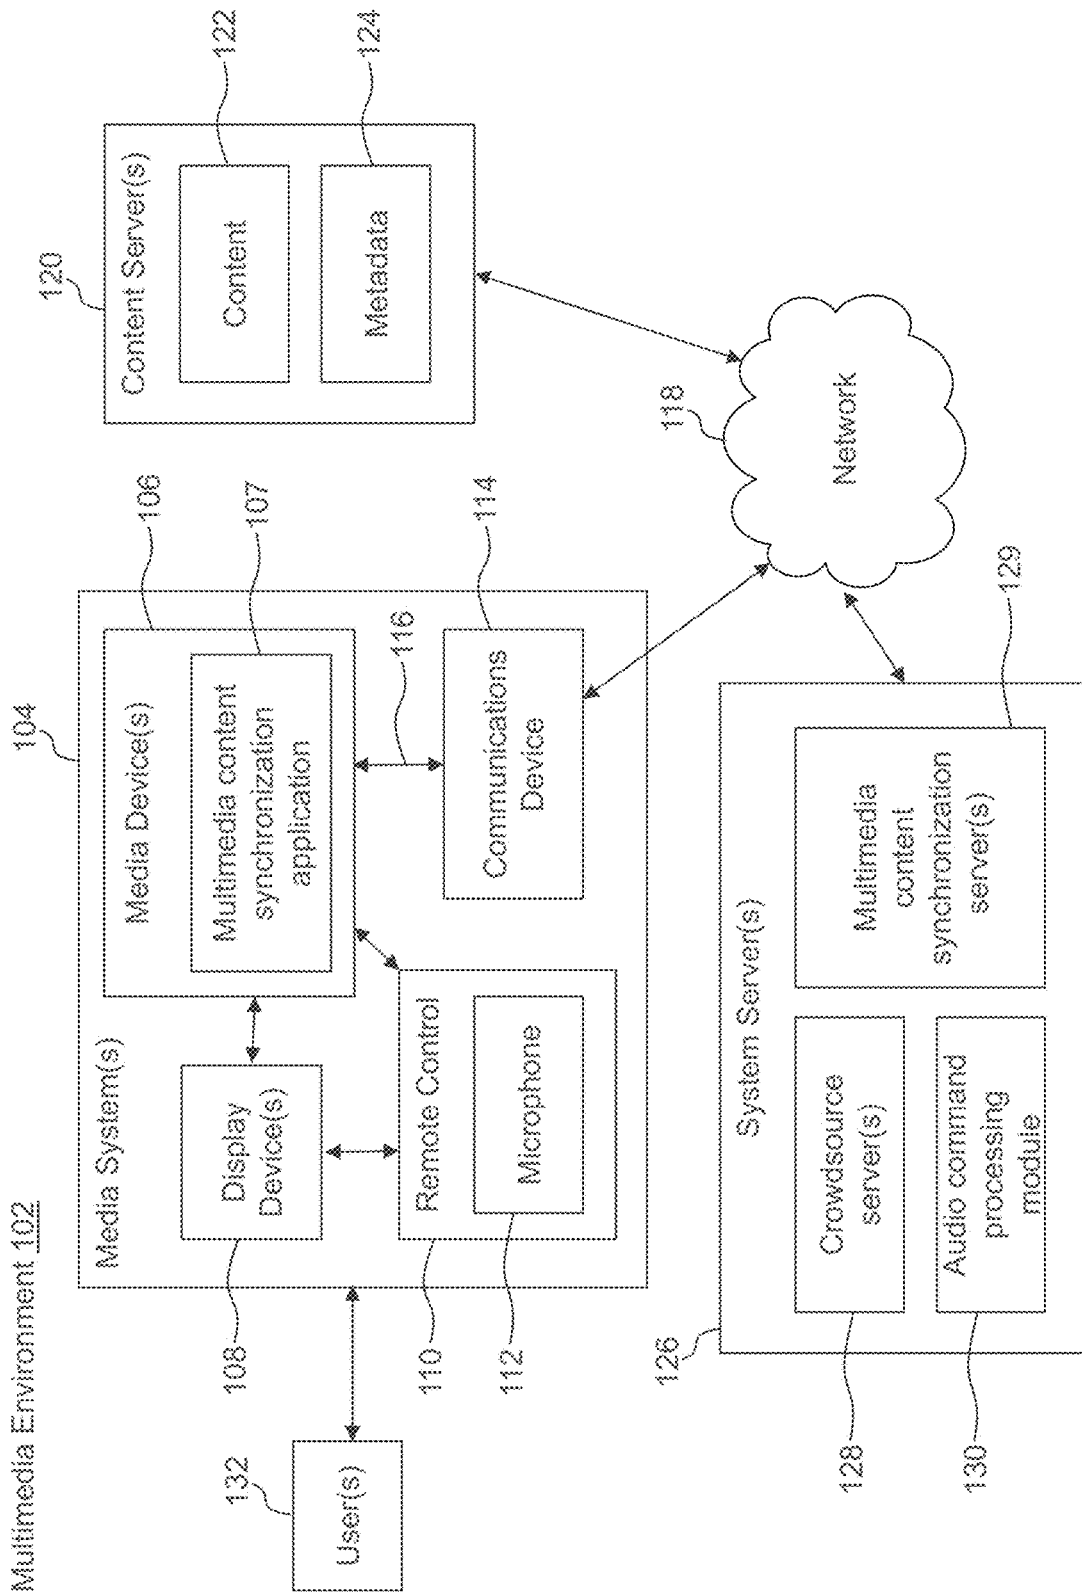 Multimedia Environment 102
104
Media System(s)
106
Media Device(s)
107
Multimedia content
synchronization
application
108
Display
Device(s)
110
Remote Control
112
Microphone
114
Communications
Device
116
132
User(s)
120
Content Server(s)
122
Content
124
Metadata
118
Network
126
System Server(s)
128
Crowdsource
server(s)
129
Multimedia
content
synchronization
server(s)
130
Audio command
processing
module